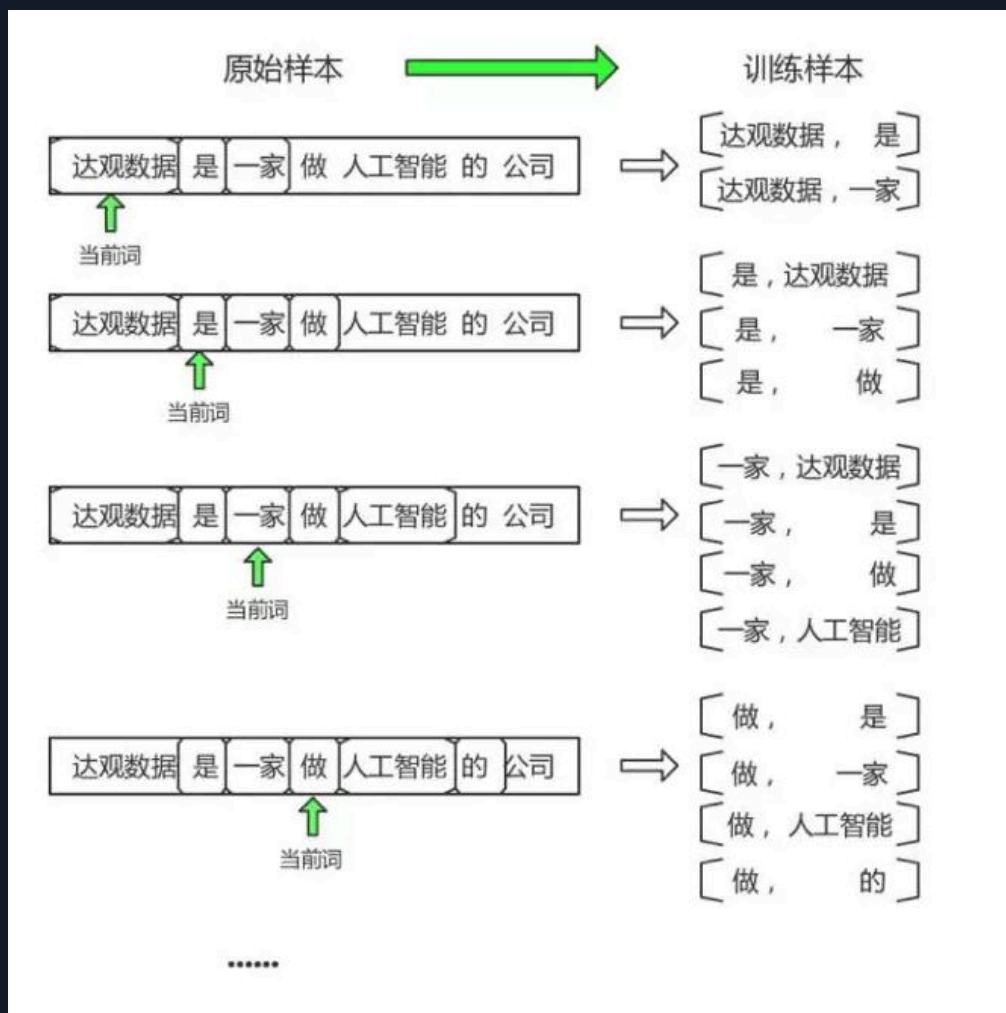 原始样本 训练样本
达观数据 是 一家 做 人工智能 的 公司
当前词
[达观数据， 是]
[达观数据，一家]
达观数据 是 一家 做 人工智能 的 公司
当前词
[是，达观数据]
[是， 一家]
[是， 做]
达观数据 是 一家 做 人工智能 的 公司
当前词
[一家，达观数据]
[一家， 是]
[一家， 做]
[一家，人工智能]
达观数据 是 一家 做 人工智能 的 公司
当前词
[做， 是]
[做， 一家]
[做，人工智能]
[做， 的]
……